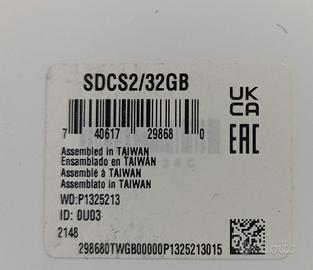 SDCS2/32GB
UK
CA
7 40617 29868 0
EAC
Assembled in TAIWAN
Ensamblado en TAIWAN
Assemblé à TAIWAN
Assemblato in TAIWAN
WO:P1325213
ID: 0U03
2148
298680TWGB00000P1325213015